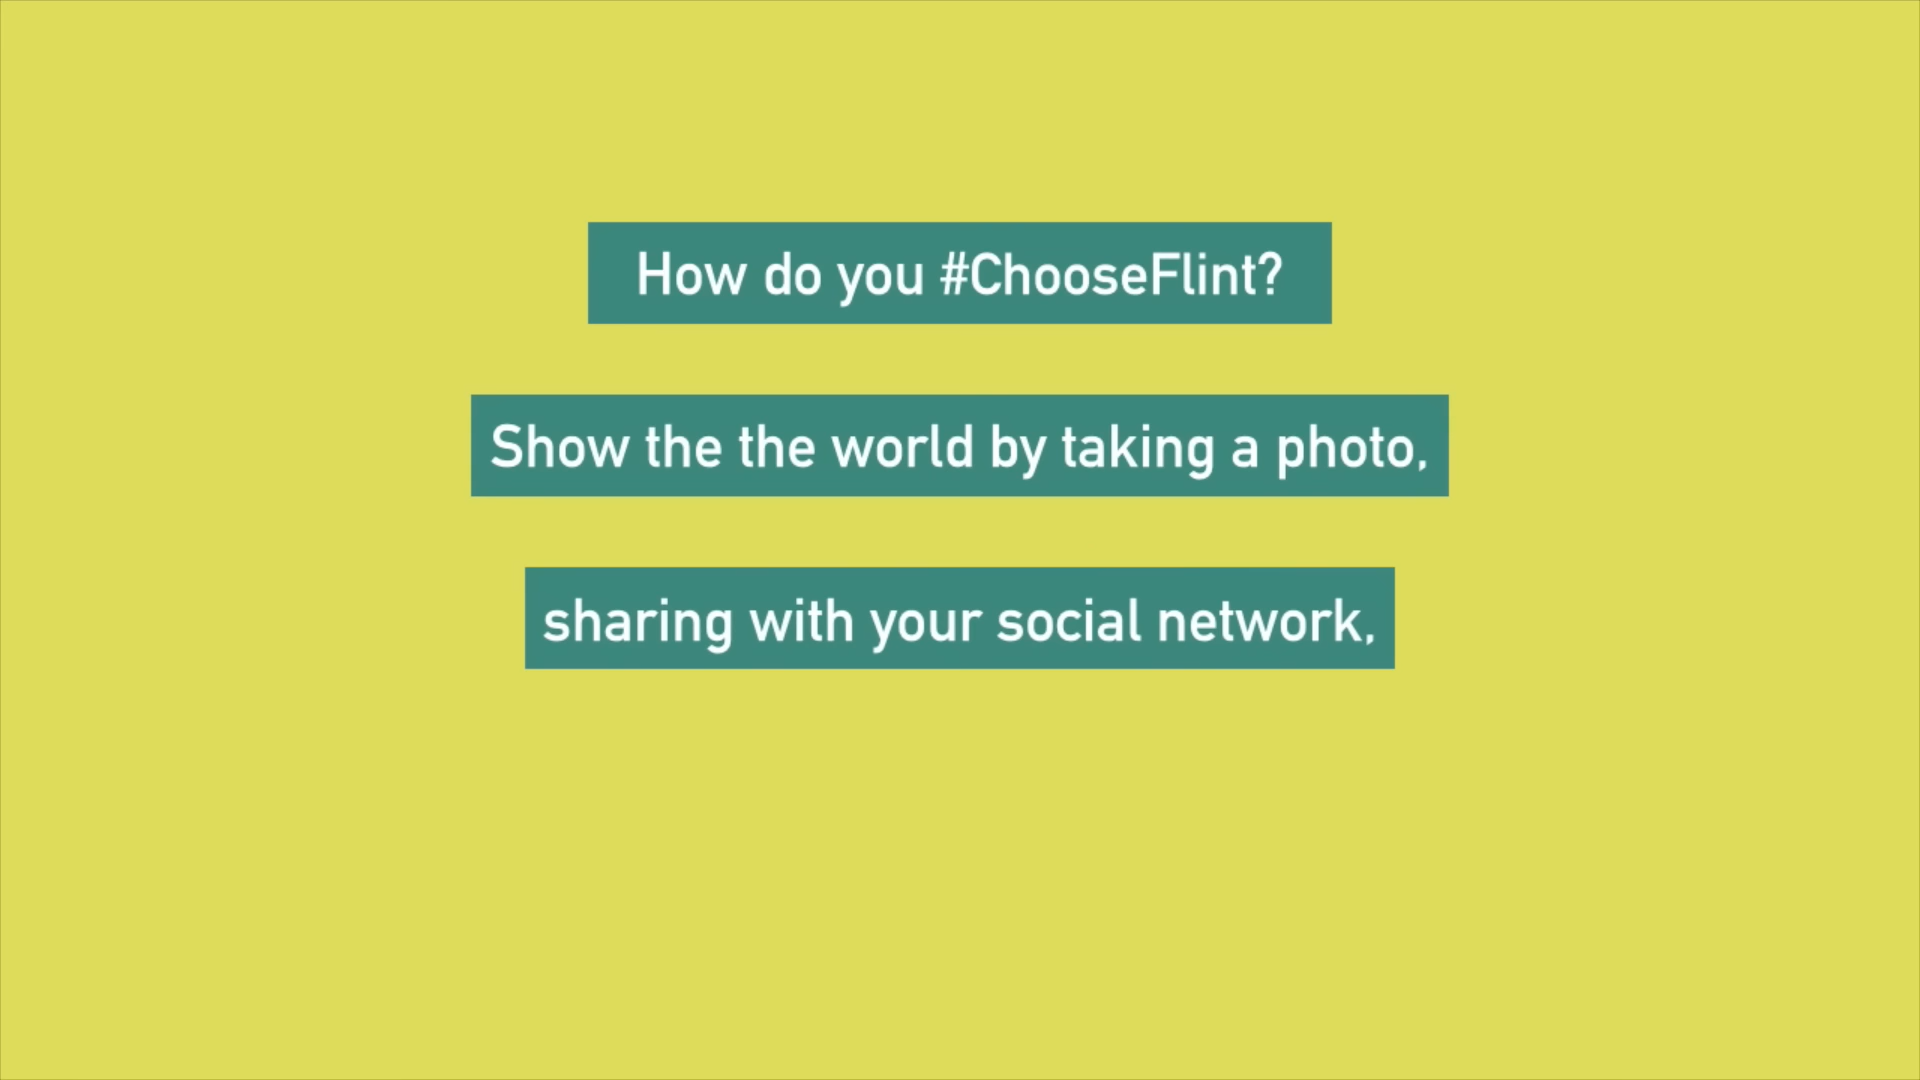 How do you #ChooseFlint?
Show the the world by taking a photo,
sharing with your social network,